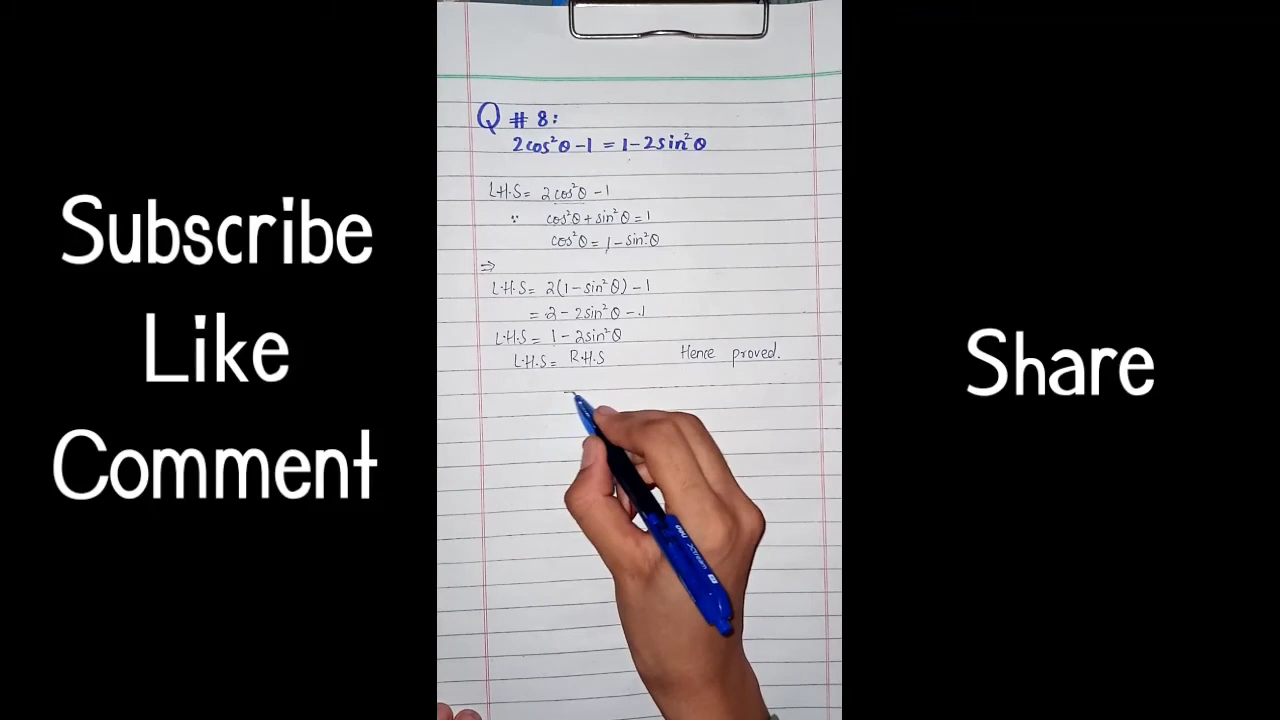 Subscribe
Like
Comment
Q # 8:
2cos²θ - 1 = 1 - 2sin²θ
L.H.S = 2cos²θ - 1
∵ cos²θ + sin²θ = 1
cos²θ = 1 - sin²θ
⇒
L.H.S = 2(1 - sin²θ) - 1
= 2 - 2sin²θ - 1
L.H.S = 1 - 2sin²θ
L.H.S = R.H.S Hence proved.
Share